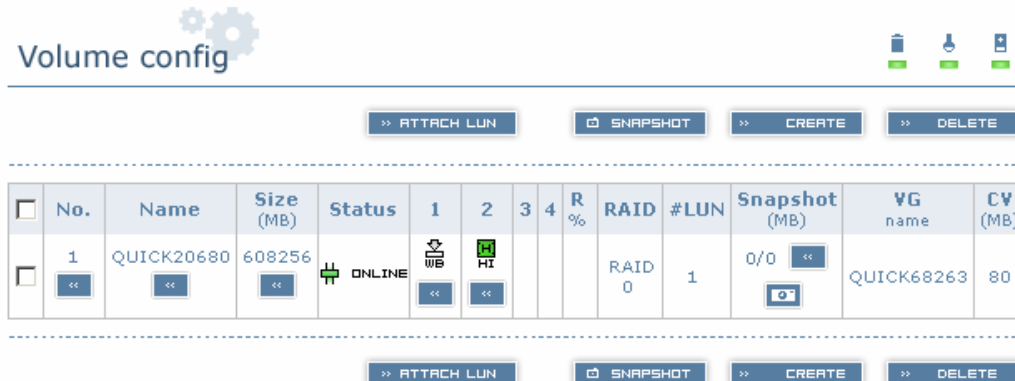 Volume config
» ATTACH LUN SNAPSHOT » CREATE » DELETE
No. Name Size (MB) Status 1 2 3 4 R % RAID #LUN Snapshot (MB) VG name CV (MB)
1 QUICK20680 608256 ONLINE WB HI RAID 0 1 0/0 « QUICK68263 80
« « « « «
» ATTACH LUN SNAPSHOT » CREATE » DELETE